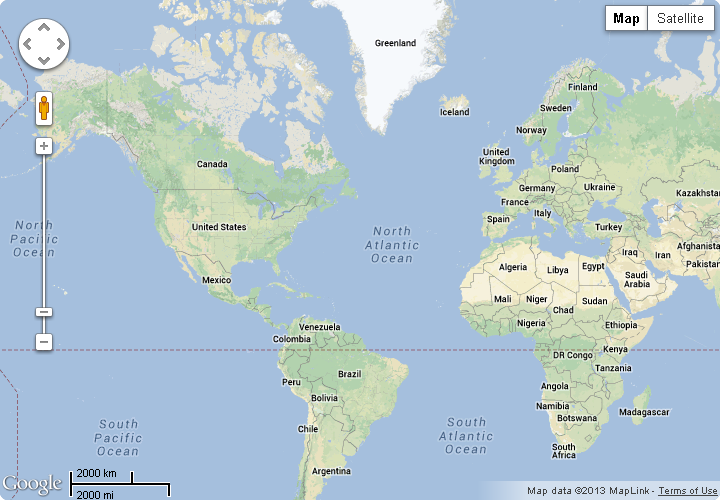 Map
Satellite
Greenland
Finland
Iceland
Sweden
Norway
Canada
United
Kingdom
Poland
Germany
Ukraine
Kazakhstan
France
Italy
Spain
Turkey
United States
North
Pacific
Ocean
North
Atlantic
Ocean
Afghanista
Iraq
Iran
Pakistan
Algeria
Libya
Egypt
Saudi
Arabia
Mexico
Mali
Niger
Sudan
Chad
Nigeria
Ethiopia
Venezuela
Colombia
Kenya
DR Congo
Tanzania
Brazil
Peru
Angola
Bolivia
Namibia
Botswana
Madagascar
South
Pacific
Ocean
Chile
South
Atlantic
Ocean
South
Africa
Argentina
Google
2000 km
2000 mi
Map data ©2013 MapLink - Terms of Use